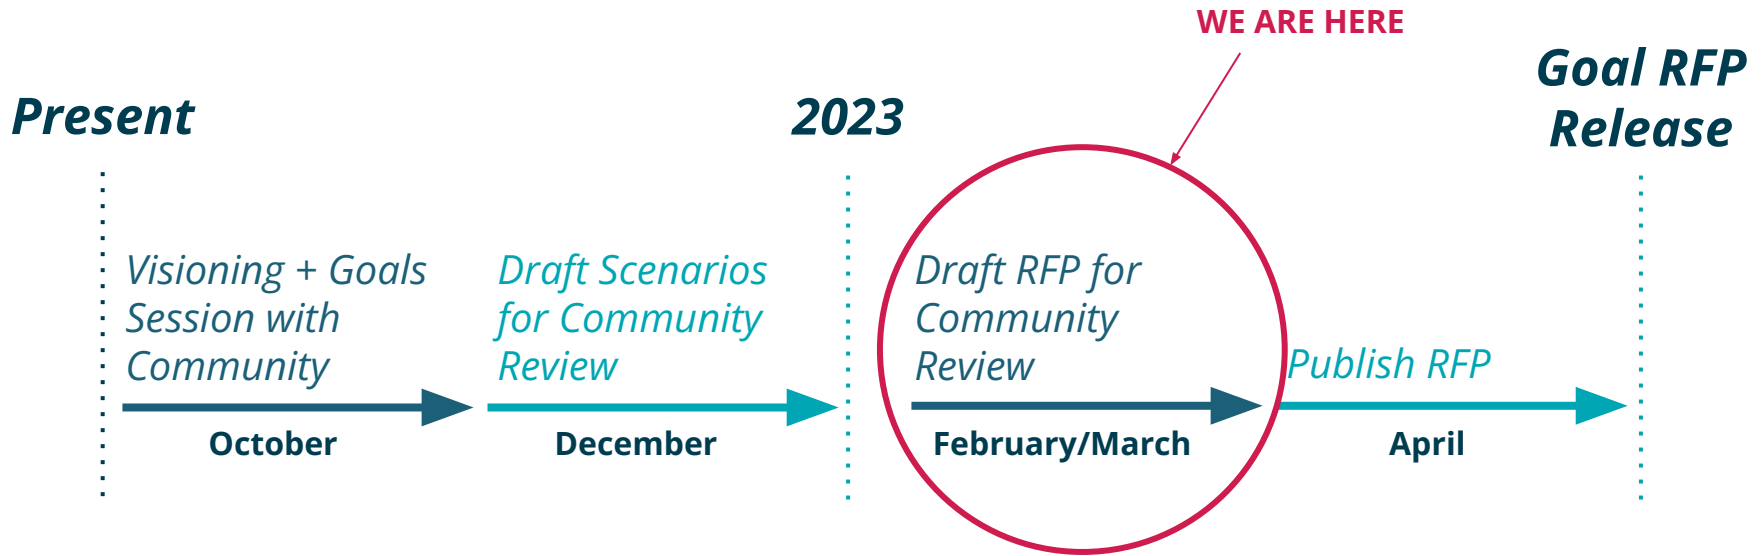 WE ARE HERE
Present
2023
Goal RFP
Release
Visioning + Goals
Session with
Community
October
Draft Scenarios
for Community
Review
December
Draft RFP for
Community
Review
February/March
Publish RFP
April